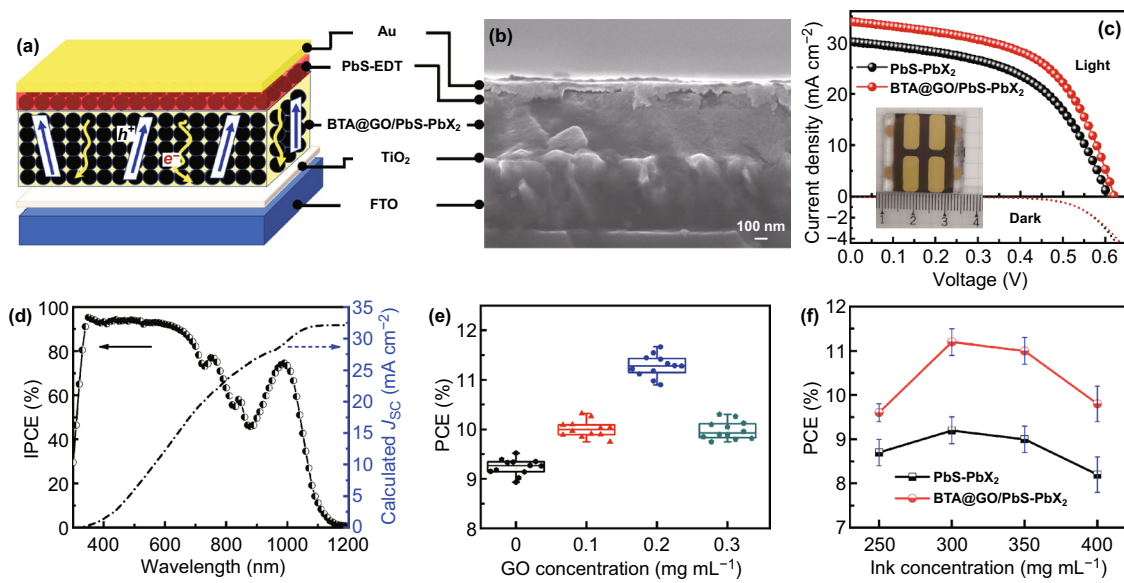 (a)
h⁺
e⁻
Au
PbS-EDT
BTA@GO/PbS-PbX₂
TiO₂
FTO
(b)
100 nm
(c)
Current density (mA cm⁻²)
30
20
10
0
−2
−4
PbS-PbX₂
BTA@GO/PbS-PbX₂
Light
Dark
1 2 3 4
0.0 0.1 0.2 0.3 0.4 0.5 0.6
Voltage (V)
(d)
IPCE (%)
100
80
60
40
20
0
35
30
25
20
15
10
5
0
Calculated J_SC (mA cm⁻²)
400 600 800 1000 1200
Wavelength (nm)
(e)
PCE (%)
12
11
10
9
8
0 0.1 0.2 0.3
GO concentration (mg mL⁻¹)
(f)
PCE (%)
12
11
10
9
8
7
PbS-PbX₂
BTA@GO/PbS-PbX₂
250 300 350 400
Ink concentration (mg mL⁻¹)